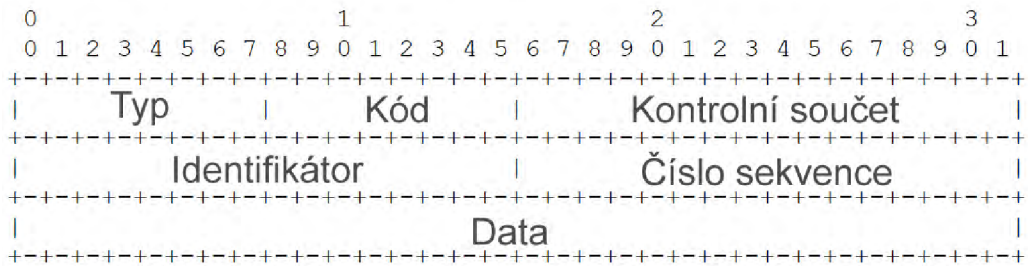 0 1 2 3
0 1 2 3 4 5 6 7 8 9 0 1 2 3 4 5 6 7 8 9 0 1 2 3 4 5 6 7 8 9 0 1
+-+-+-+-+-+-+-+-+-+-+-+-+-+-+-+-+-+-+-+-+-+-+-+-+-+-+-+-+-+-+-+-+
| Typ | Kód | Kontrolní součet |
+-+-+-+-+-+-+-+-+-+-+-+-+-+-+-+-+-+-+-+-+-+-+-+-+-+-+-+-+-+-+-+-+
| Identifikátor | Číslo sekvence |
+-+-+-+-+-+-+-+-+-+-+-+-+-+-+-+-+-+-+-+-+-+-+-+-+-+-+-+-+-+-+-+-+
| Data |
+-+-+-+-+-+-+-+-+-+-+-+-+-+-+-+-+-+-+-+-+-+-+-+-+-+-+-+-+-+-+-+-+